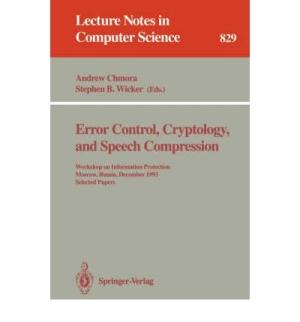 Lecture Notes in
Computer Science 829
Andrew Chmora
Stephen B. Wicker (Eds.)
Error Control, Cryptology,
and Speech Compression
Workshop on Information Protection
Moscow, Russia, December 1993
Selected Papers
Springer-Verlag